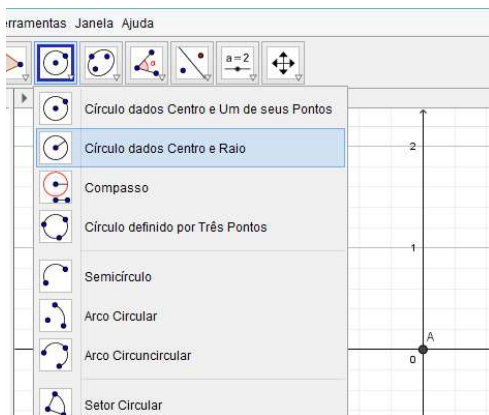 Janela Ajuda
a=2
Círculo dados Centro e Um de seus Pontos
Círculo dados Centro e Raio
Compasso
Círculo definido por Três Pontos
Semicírculo
Arco Circular
Arco Circuncircular
Setor Circular
2
1
A
0